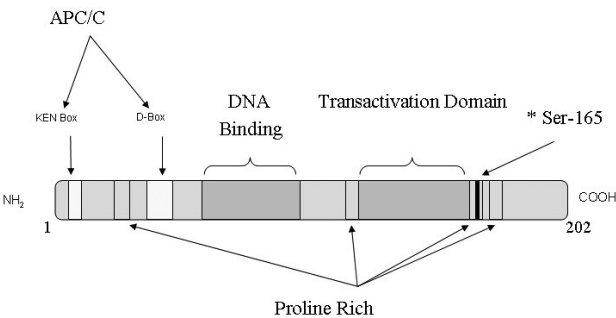 APC/C
KEN Box
D-Box
DNA
Binding
Transactivation Domain
* Ser-165
NH2
COOH
1
202
Proline Rich